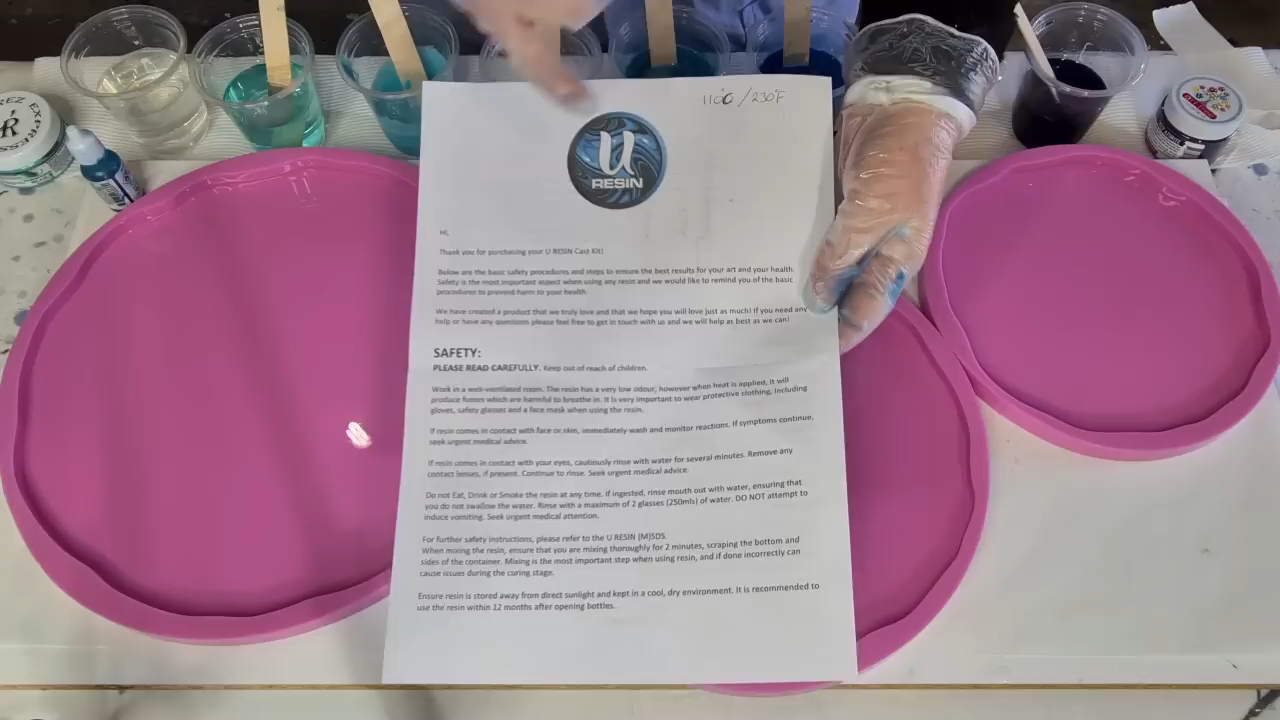 110°C /230°F
U
RESIN
Hi,
Thank you for purchasing your U RESIN Cast Kit!
Below are the basic safety procedures and steps to ensure the best results for your art and your health.
Safety is the most important aspect when using any resin and we would like to remind you of the basic
procedures to prevent harm to your health.
We have created a product that we truly love and that we hope you will love just as much! If you need any
help or have any questions please feel free to get in touch with us and we will help as best as we can!
SAFETY:
PLEASE READ CAREFULLY. Keep out of reach of children.
Work in a well-ventilated room. The resin has a very low odour; however when heat is applied, it will
produce fumes which are harmful to breathe in. It is very important to wear protective clothing, including
gloves, safety glasses and a face mask when using the resin.
If resin comes in contact with face or skin, immediately wash and monitor reactions. If symptoms continue,
seek urgent medical advice.
If resin comes in contact with your eyes, cautiously rinse with water for several minutes. Remove any
contact lenses, if present. Continue to rinse. Seek urgent medical advice.
Do not Eat, Drink or Smoke the resin at any time. If ingested, rinse mouth out with water, ensuring that
you do not swallow the water. Rinse with a maximum of 2 glasses (250mls) of water. DO NOT attempt to
induce vomiting. Seek urgent medical attention.
For further safety instructions, please refer to the U RESIN (M)SDS.
When mixing the resin, ensure that you are mixing thoroughly for 2 minutes, scraping the bottom and
sides of the container. Mixing is the most important step when using resin, and if done incorrectly can
cause issues during the curing stage.
Ensure resin is stored away from direct sunlight and kept in a cool, dry environment. It is recommended to
use the resin within 12 months after opening bottles.